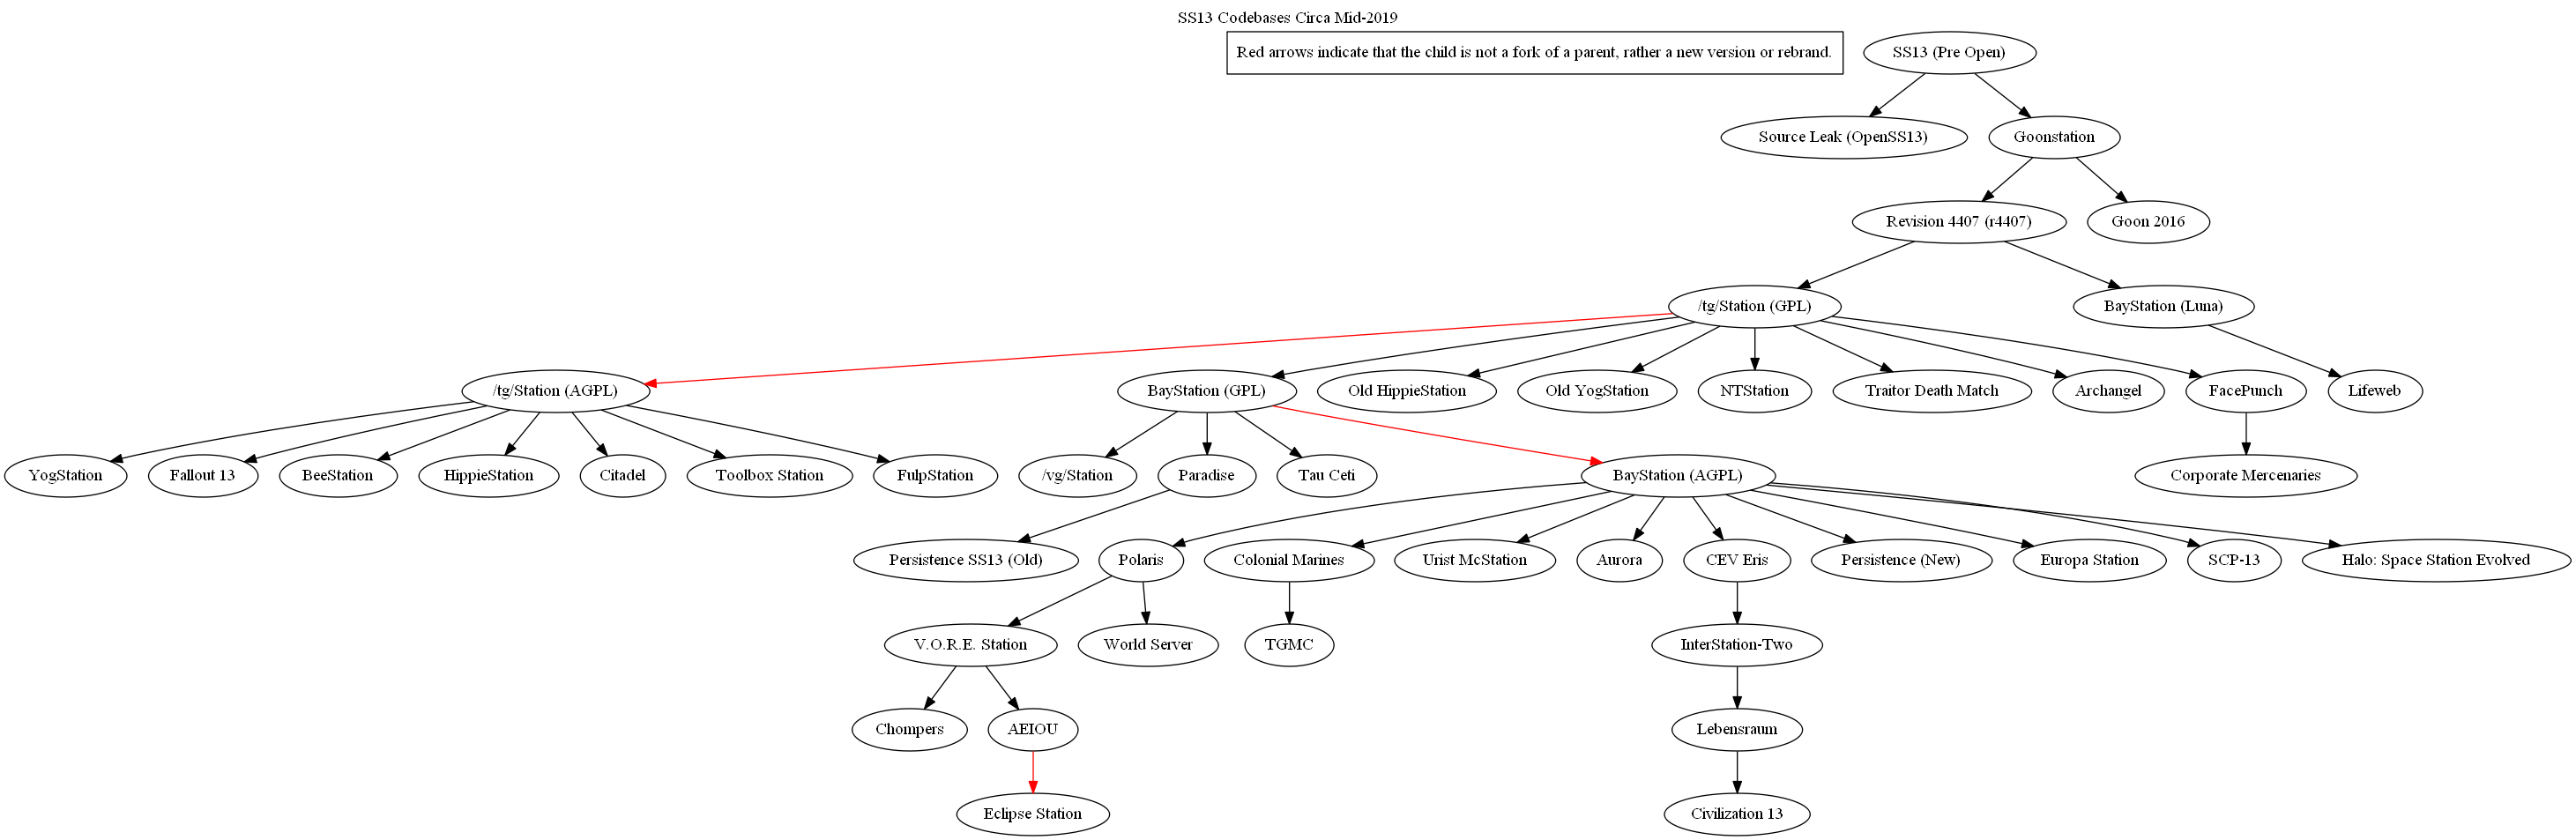 SS13 Codebases Circa Mid-2019
Red arrows indicate that the child is not a fork of a parent, rather a new version or rebrand.
SS13 (Pre Open)
Source Leak (OpenSS13)
Goonstation
Revision 4407 (r4407)
Goon 2016
/tg/Station (GPL)
BayStation (Luna)
/tg/Station (AGPL)
BayStation (GPL)
Old HippieStation
Old YogStation
NTStation
Traitor Death Match
Archangel
FacePunch
Lifeweb
YogStation
Fallout 13
BeeStation
HippieStation
Citadel
Toolbox Station
FulpStation
/vg/Station
Paradise
Tau Ceti
BayStation (AGPL)
Corporate Mercenaries
Persistence SS13 (Old)
Polaris
Colonial Marines
Urist McStation
Aurora
CEV Eris
Persistence (New)
Europa Station
SCP-13
Halo: Space Station Evolved
V.O.R.E. Station
World Server
TGMC
InterStation-Two
Chompers
AEIOU
Lebensraum
Eclipse Station
Civilization 13